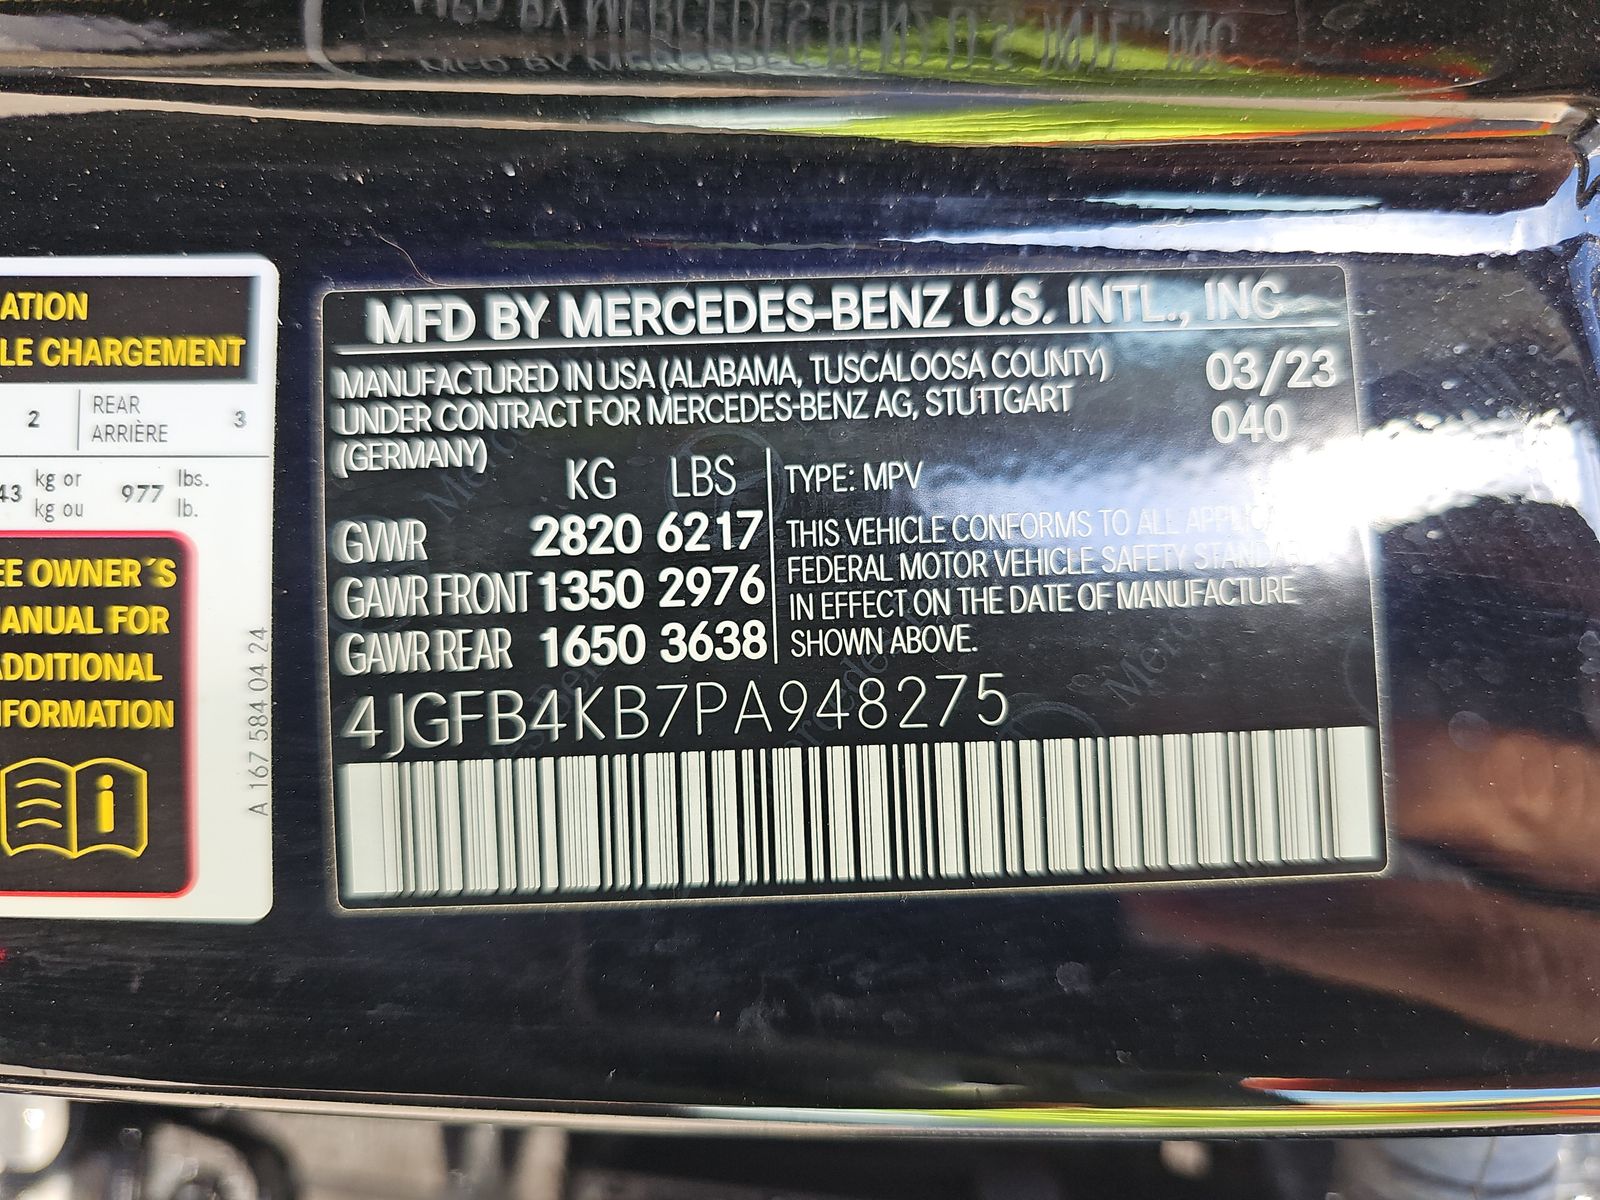 ATION
LE CHARGEMENT
2 REAR 3
ARRIÈRE
43 kg or 977 lbs.
kg ou lb.
EE OWNER´S
ANUAL FOR
ADDITIONAL
NFORMATION
A 167 584 04 24
MFD BY MERCEDES-BENZ U.S. INTL., INC
MANUFACTURED IN USA (ALABAMA, TUSCALOOSA COUNTY) 03/23
UNDER CONTRACT FOR MERCEDES-BENZ AG, STUTTGART 040
(GERMANY)
KG LBS
GVWR 2820 6217
GAWR FRONT 1350 2976
GAWR REAR 1650 3638
TYPE: MPV
THIS VEHICLE CONFORMS TO ALL
FEDERAL MOTOR VEHICLE SAFETY
IN EFFECT ON THE DATE OF MANUFACTURE
SHOWN ABOVE.
4JGFB4KB7PA948275